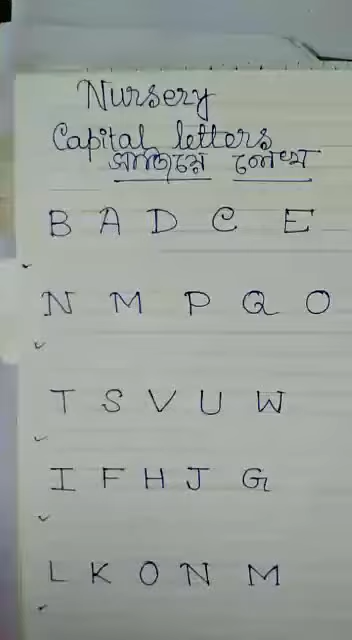 Nursery
Capital letters
সাজিয়ে লেখো
B A D C E
N M P Q O
T S V U W
I F H J G
L K O N M